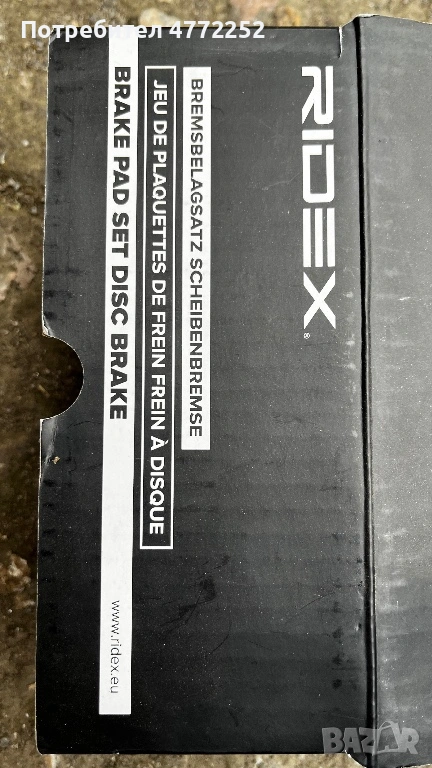 Потребител 4772252
RIDEX®
BREMSBELAGSATZ SCHEIBENBREMSE
JEU DE PLAQUETTES DE FREIN FREIN À DISQUE
BRAKE PAD SET DISC BRAKE
www.ridex.eu
BAZAR